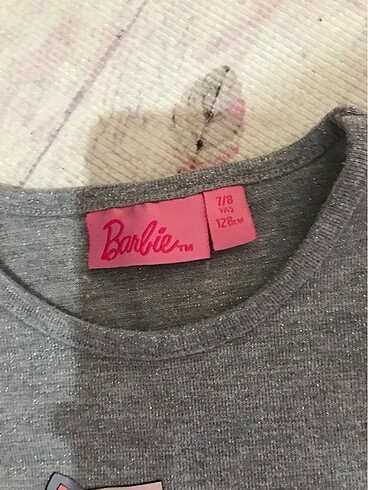 Barbie™
7/8
YAŞ
128CM